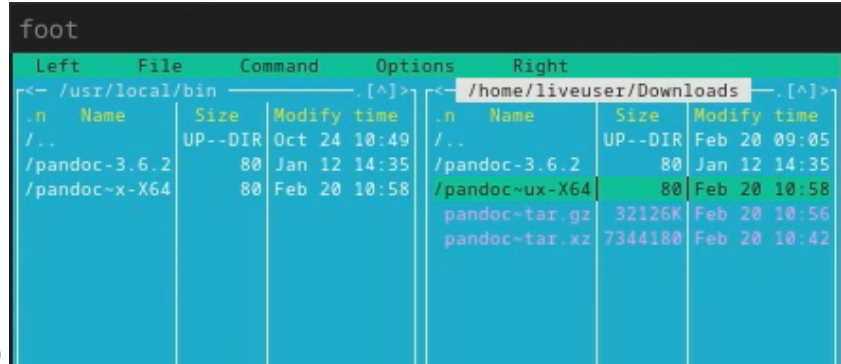 foot
Left File Command Options Right
<- /usr/local/bin .[^]> <- /home/liveuser/Downloads .[^]>
.n Name Size Modify time .n Name Size Modify time
/.. UP--DIR Oct 24 10:49 /.. UP--DIR Feb 20 09:05
/pandoc-3.6.2 80 Jan 12 14:35 /pandoc-3.6.2 80 Jan 12 14:35
/pandoc~x-X64 80 Feb 20 10:58 /pandoc~ux-X64 80 Feb 20 10:58
pandoc~tar.gz 32126K Feb 20 10:56
pandoc~tar.xz 7344180 Feb 20 10:42